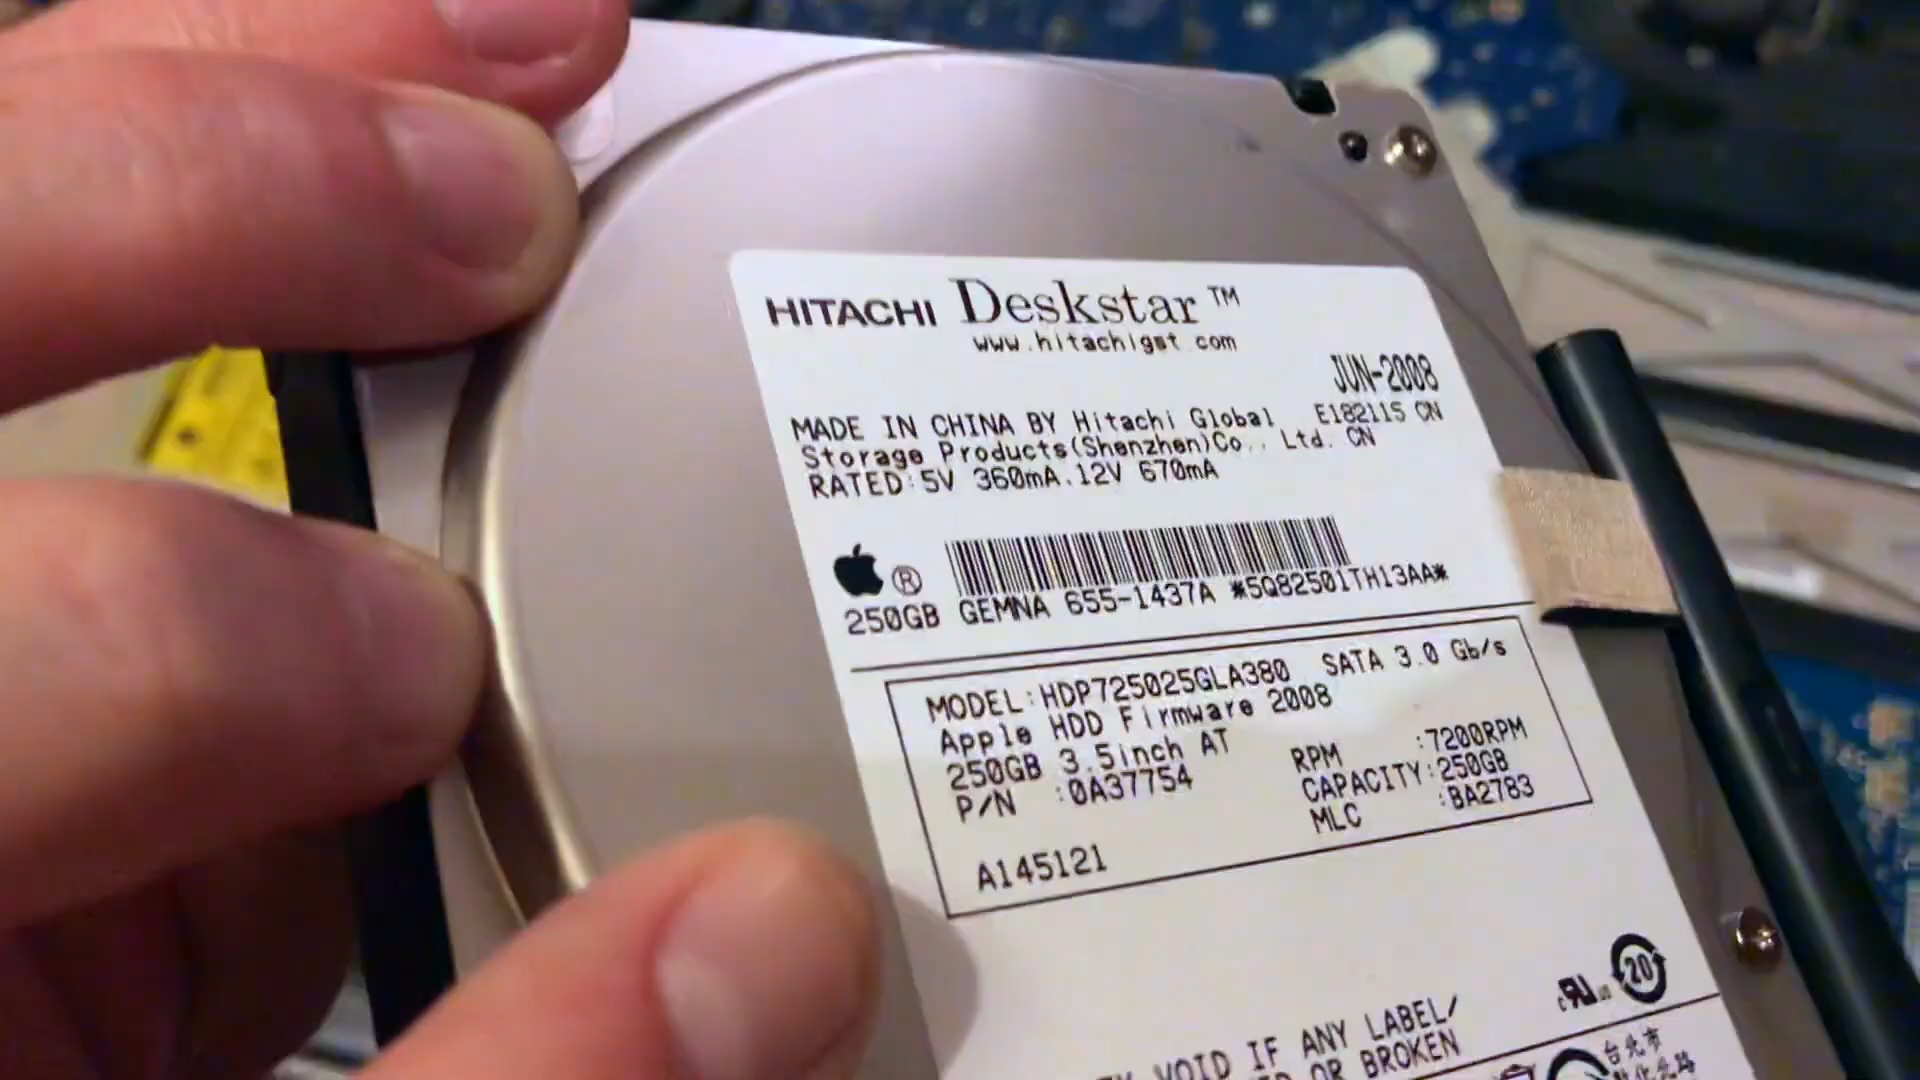 HITACHI Deskstar™
www.hitachigst.com
JUN-2008
MADE IN CHINA BY Hitachi Global E182115 CN
Storage Products(Shenzhen)Co., Ltd. CN
RATED:5V 360mA,12V 670mA
®
250GB GEMNA 655-1437A *5Q82501TH13AA*
MODEL:HDP725025GLA380 SATA 3.0 Gb/s
Apple HDD Firmware 2008
250GB 3.5inch AT RPM :7200RPM
P/N :0A37754 CAPACITY:250GB
MLC :BA2783
A145121
20
VOID IF ANY LABEL/
OR BROKEN
台北市